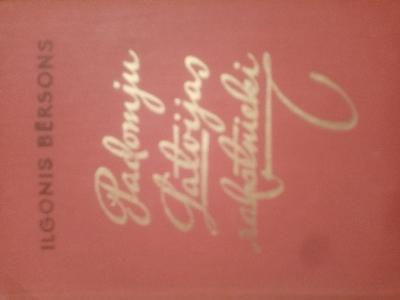 ILGONIS BĒRSONS
Padomju
Latvijas
rakstnieki